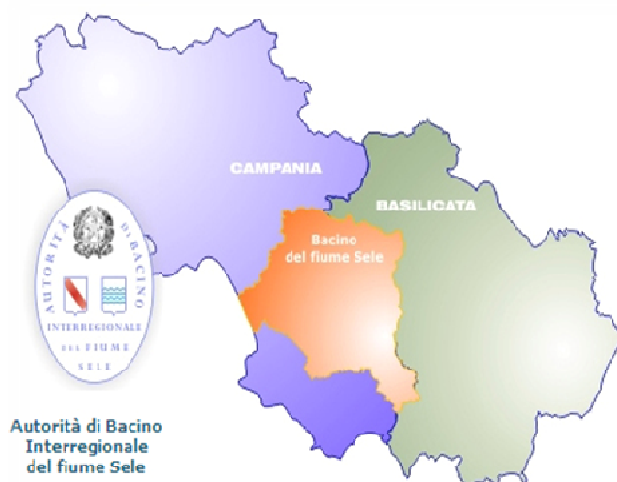 CAMPANIA
BASILICATA
Bacino
del fiume Sele
AUTORITÀ DI BACINO
INTERREGIONALE
DEL FIUME
SELE
Autorità di Bacino
Interregionale
del fiume Sele